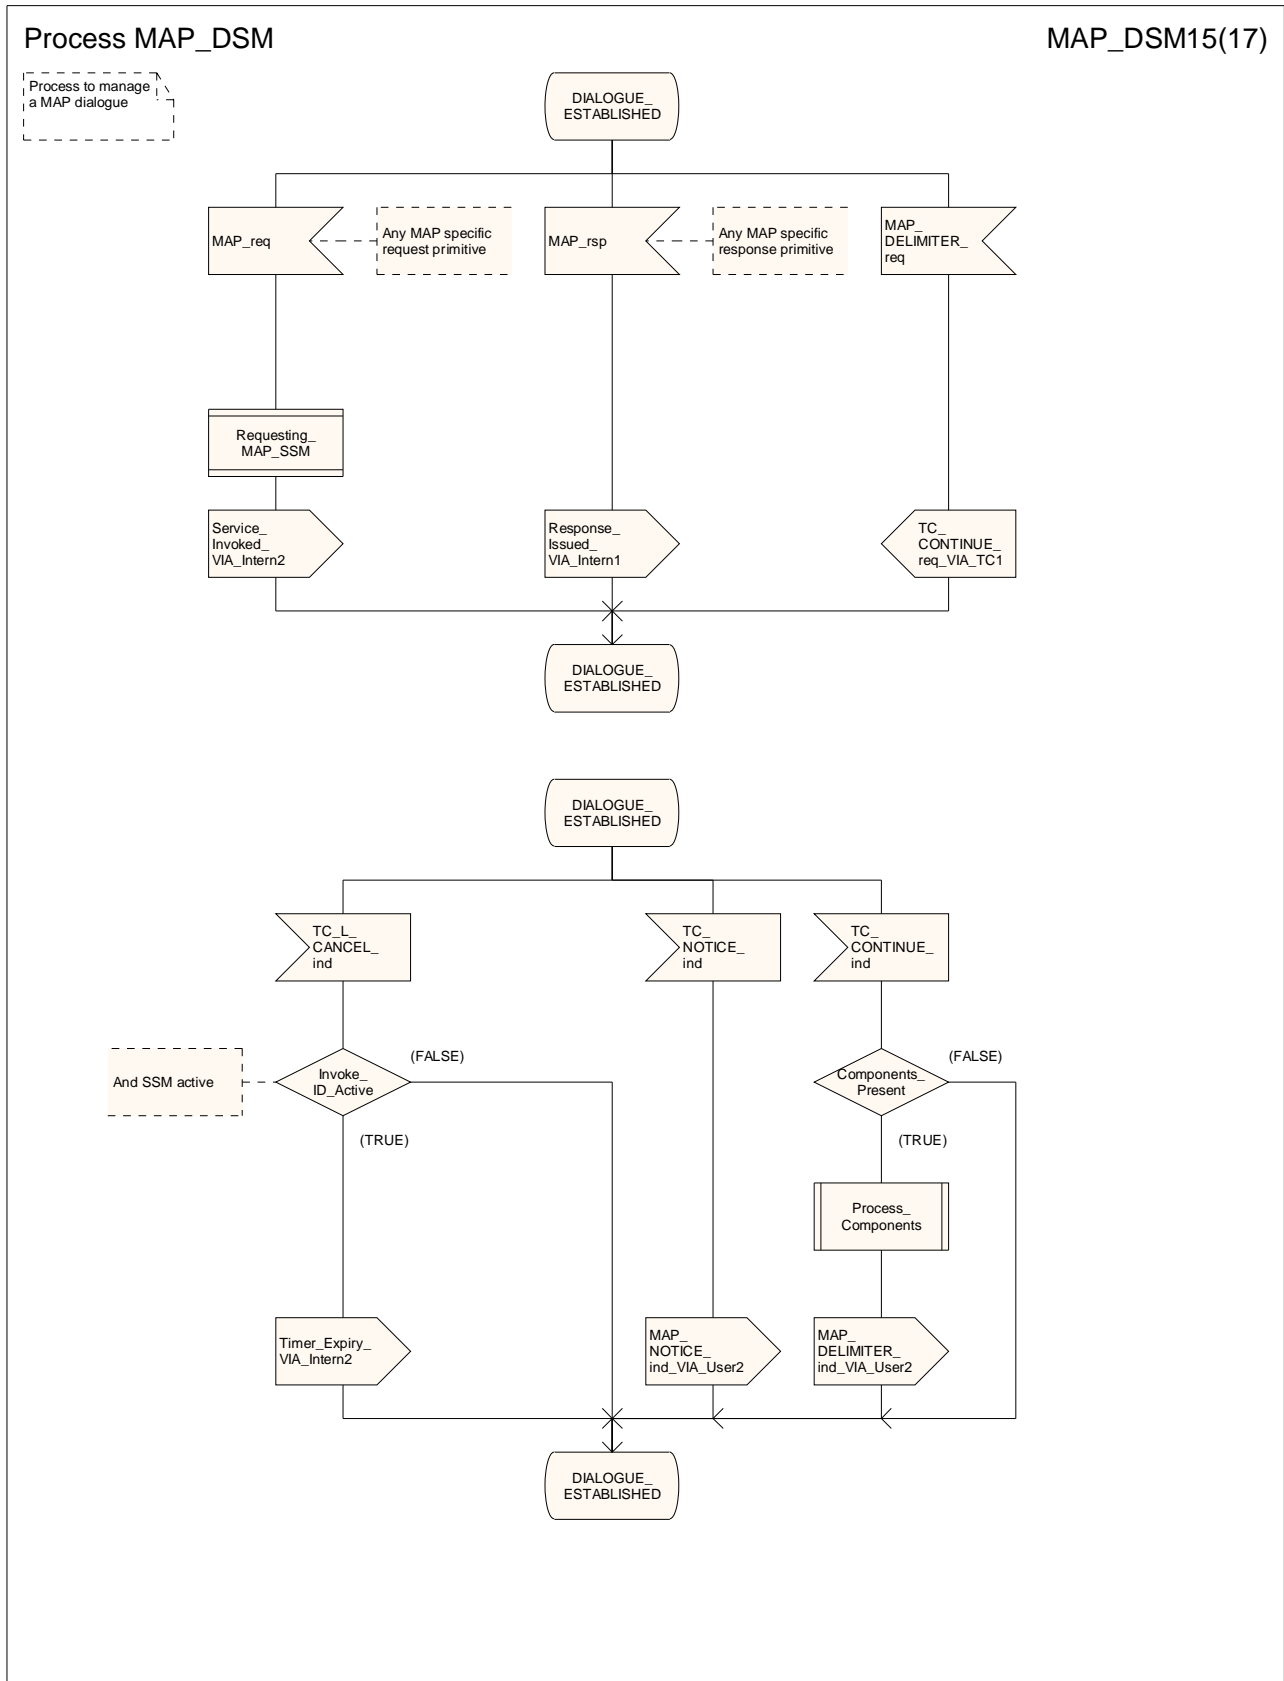 Process MAP_DSM
MAP_DSM15(17)
Process to manage
a MAP dialogue
DIALOGUE_
ESTABLISHED
MAP_req
Any MAP specific
request primitive
MAP_rsp
Any MAP specific
response primitive
MAP_
DELIMITER_
req
Requesting_
MAP_SSM
Service_
Invoked_
VIA_Intern2
Response_
Issued_
VIA_Intern1
TC_
CONTINUE_
req_VIA_TC1
DIALOGUE_
ESTABLISHED
DIALOGUE_
ESTABLISHED
TC_L_
CANCEL_
ind
TC_
NOTICE_
ind
TC_
CONTINUE_
ind
And SSM active
Invoke_
ID_Active
(FALSE)
(TRUE)
Components_
Present
(FALSE)
(TRUE)
Process_
Components
Timer_Expiry_
VIA_Intern2
MAP_
NOTICE_
ind_VIA_User2
MAP_
DELIMITER_
ind_VIA_User2
DIALOGUE_
ESTABLISHED